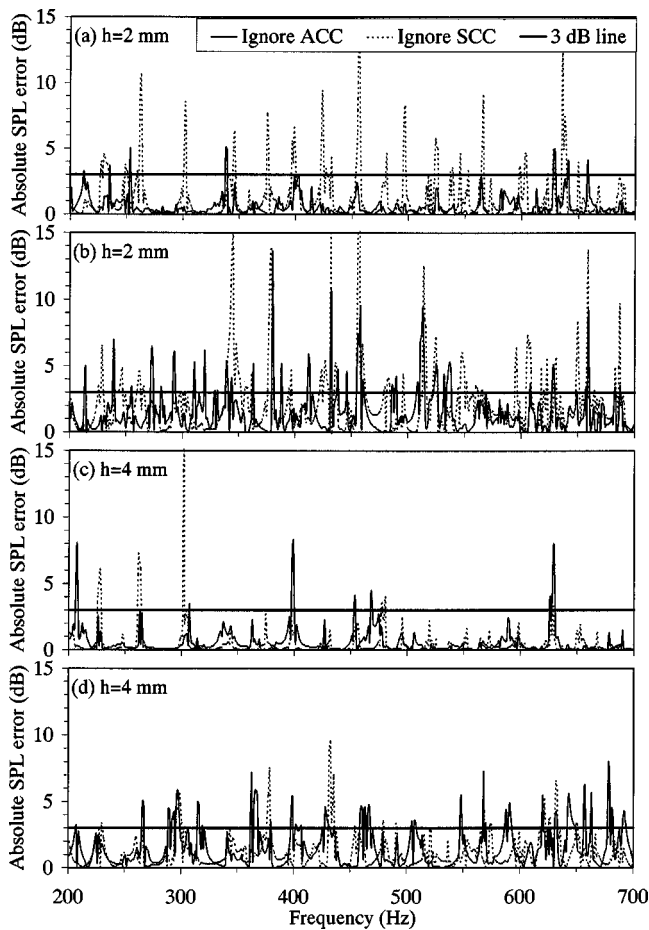 (a) h=2 mm
Ignore ACC
Ignore SCC
3 dB line
Absolute SPL error (dB)
15
10
5
0
(b) h=2 mm
Absolute SPL error (dB)
15
10
5
0
(c) h=4 mm
Absolute SPL error (dB)
15
10
5
0
(d) h=4 mm
Absolute SPL error (dB)
15
10
5
0
200 300 400 500 600 700
Frequency (Hz)